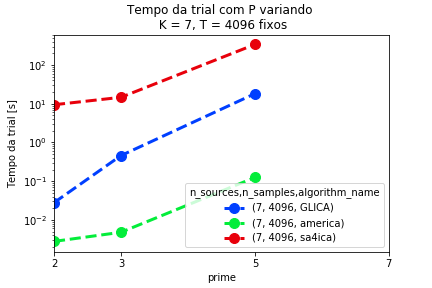 Tempo da trial com P variando
K = 7, T = 4096 fixos
Tempo da trial [s]
10²
10¹
10⁰
10⁻¹
10⁻²
n_sources,n_samples,algorithm_name
(7, 4096, GLICA)
(7, 4096, america)
(7, 4096, sa4ica)
2
3
5
7
prime